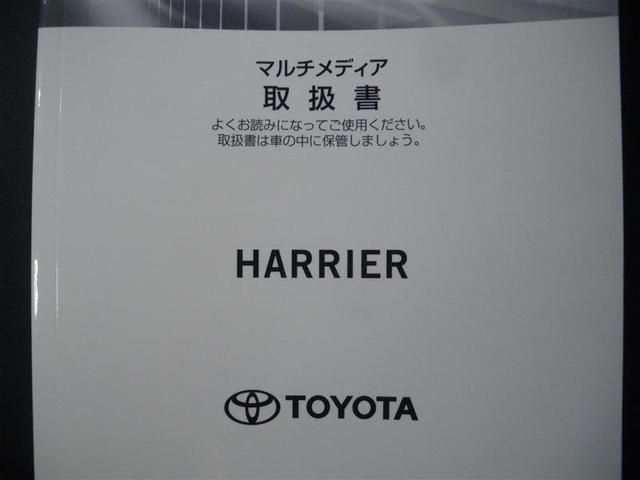 マルチメディア
取扱書
よくお読みになってご使用ください。
取扱書は車の中に保管しましょう。
HARRIER
TOYOTA